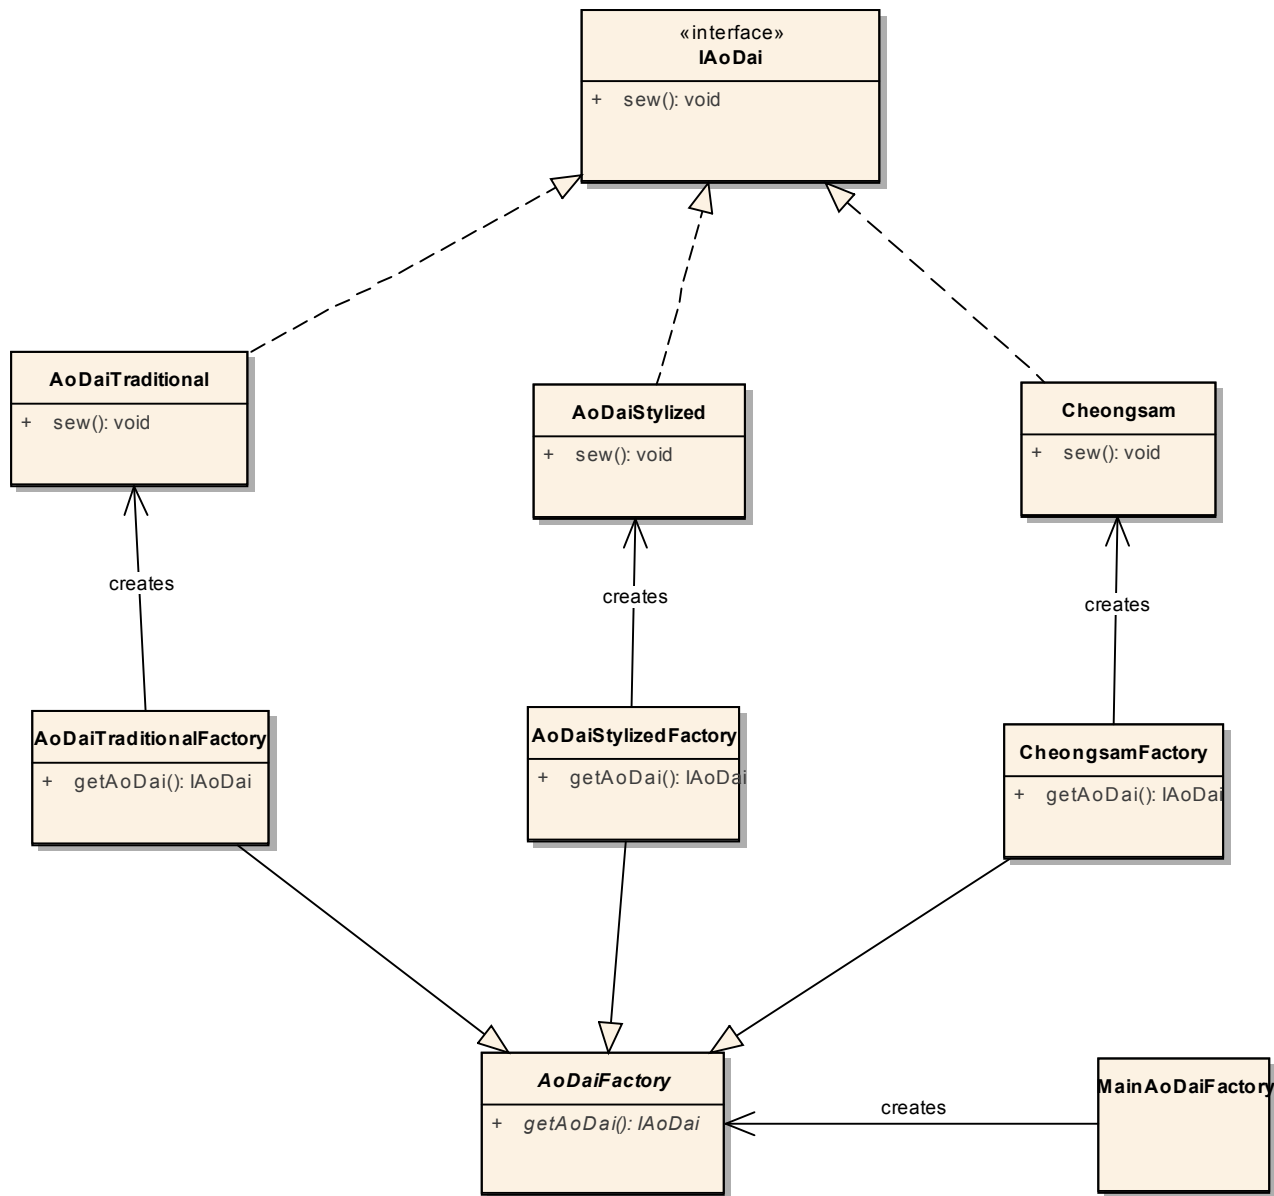 «interface»
IAoDai
+ sew(): void
AoDaiTraditional
+ sew(): void
AoDaiStylized
+ sew(): void
Cheongsam
+ sew(): void
creates
creates
creates
AoDaiTraditionalFactory
+ getAoDai(): IAoDai
AoDaiStylizedFactory
+ getAoDai(): IAoDai
CheongsamFactory
+ getAoDai(): IAoDai
AoDaiFactory
+ getAoDai(): IAoDai
creates
MainAoDaiFactory